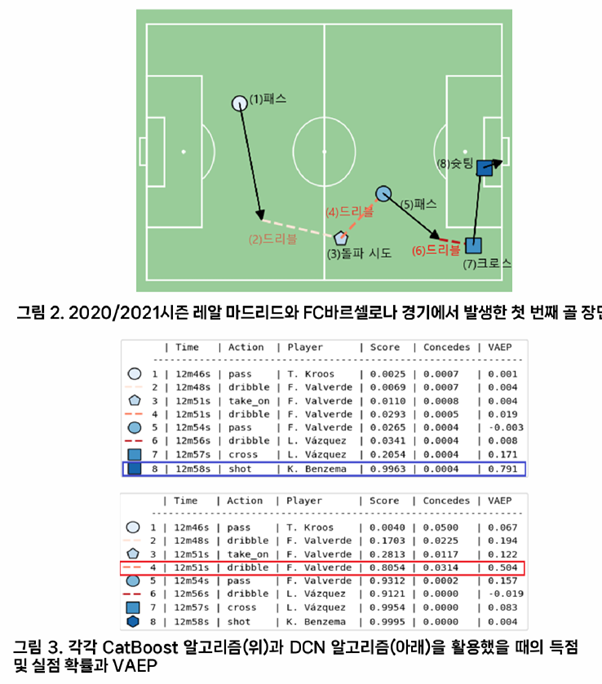 (1)패스
(8)슛팅
(4)드리블
(5)패스
(2)드리블
(3)돌파 시도
(6)드리블
(7)크로스
그림 2. 2020/2021시즌 레알 마드리드와 FC바르셀로나 경기에서 발생한 첫 번째 골 장면
| Time | Action | Player | Score | Concedes | VAEP
1 | 12m46s | pass | T. Kroos | 0.0025 | 0.0007 | 0.001
2 | 12m48s | dribble | F. Valverde | 0.0069 | 0.0007 | 0.004
3 | 12m51s | take_on | F. Valverde | 0.0110 | 0.0008 | 0.004
4 | 12m51s | dribble | F. Valverde | 0.0293 | 0.0005 | 0.019
5 | 12m54s | pass | F. Valverde | 0.0265 | 0.0004 | -0.003
6 | 12m56s | dribble | L. Vázquez | 0.0341 | 0.0004 | 0.008
7 | 12m57s | cross | L. Vázquez | 0.2054 | 0.0004 | 0.171
8 | 12m58s | shot | K. Benzema | 0.9963 | 0.0004 | 0.791
| Time | Action | Player | Score | Concedes | VAEP
1 | 12m46s | pass | T. Kroos | 0.0040 | 0.0500 | 0.067
2 | 12m48s | dribble | F. Valverde | 0.1703 | 0.0225 | 0.194
3 | 12m51s | take_on | F. Valverde | 0.2813 | 0.0117 | 0.122
4 | 12m51s | dribble | F. Valverde | 0.8054 | 0.0314 | 0.504
5 | 12m54s | pass | F. Valverde | 0.9312 | 0.0002 | 0.157
6 | 12m56s | dribble | L. Vázquez | 0.9121 | 0.0000 | -0.019
7 | 12m57s | cross | L. Vázquez | 0.9954 | 0.0000 | 0.083
8 | 12m58s | shot | K. Benzema | 0.9995 | 0.0000 | 0.004
그림 3. 각각 CatBoost 알고리즘(위)과 DCN 알고리즘(아래)을 활용했을 때의 득점
및 실점 확률과 VAEP